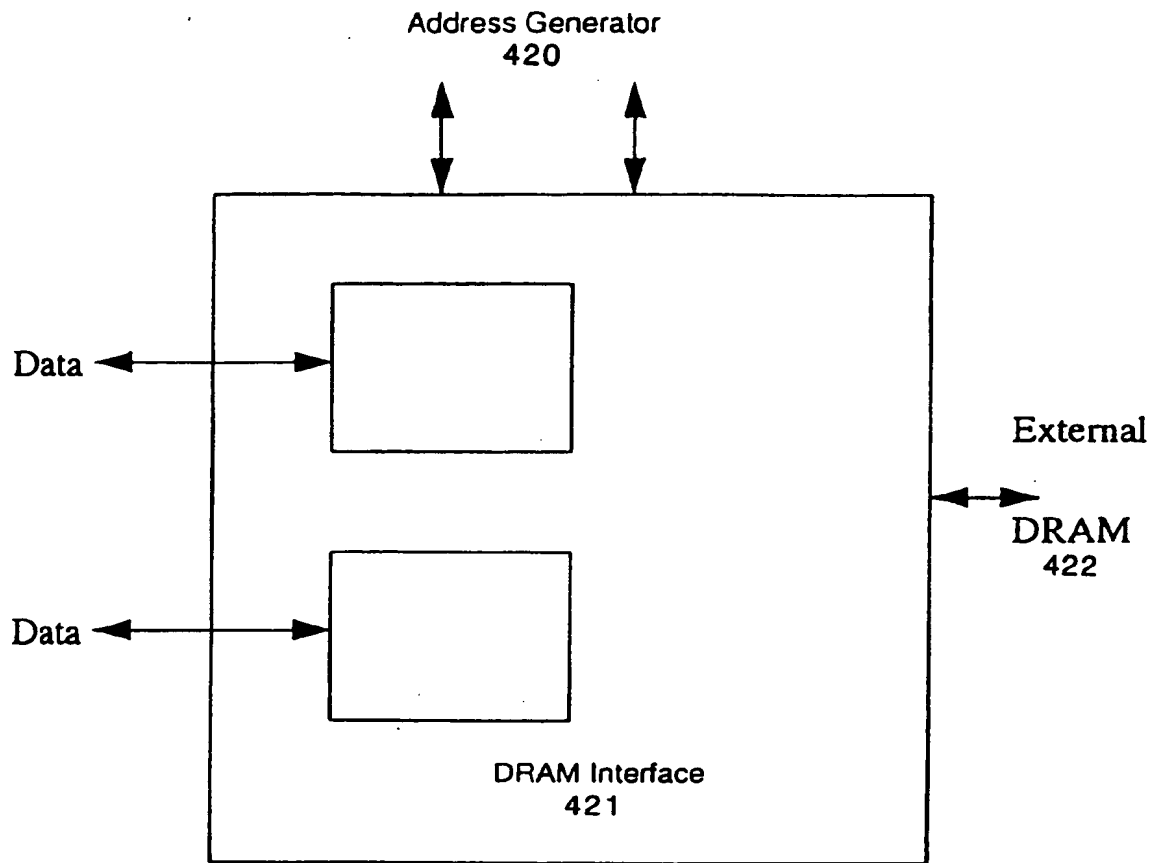 Address Generator
420
Data
External
DRAM
422
Data
DRAM Interface
421